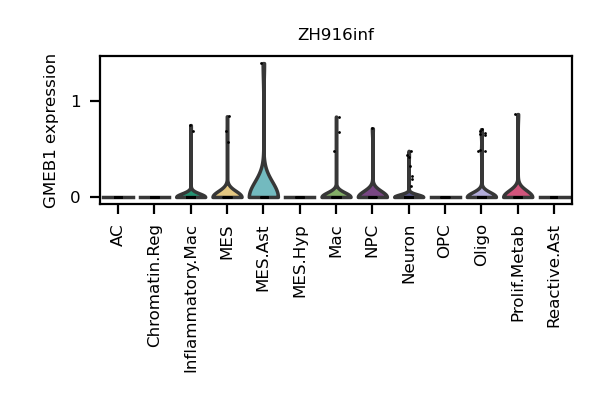 ZH916inf
GMEB1 expression
1
0
AC
Chromatin.Reg
Inflammatory.Mac
MES
MES.Ast
MES.Hyp
Mac
NPC
Neuron
OPC
Oligo
Prolif.Metab
Reactive.Ast